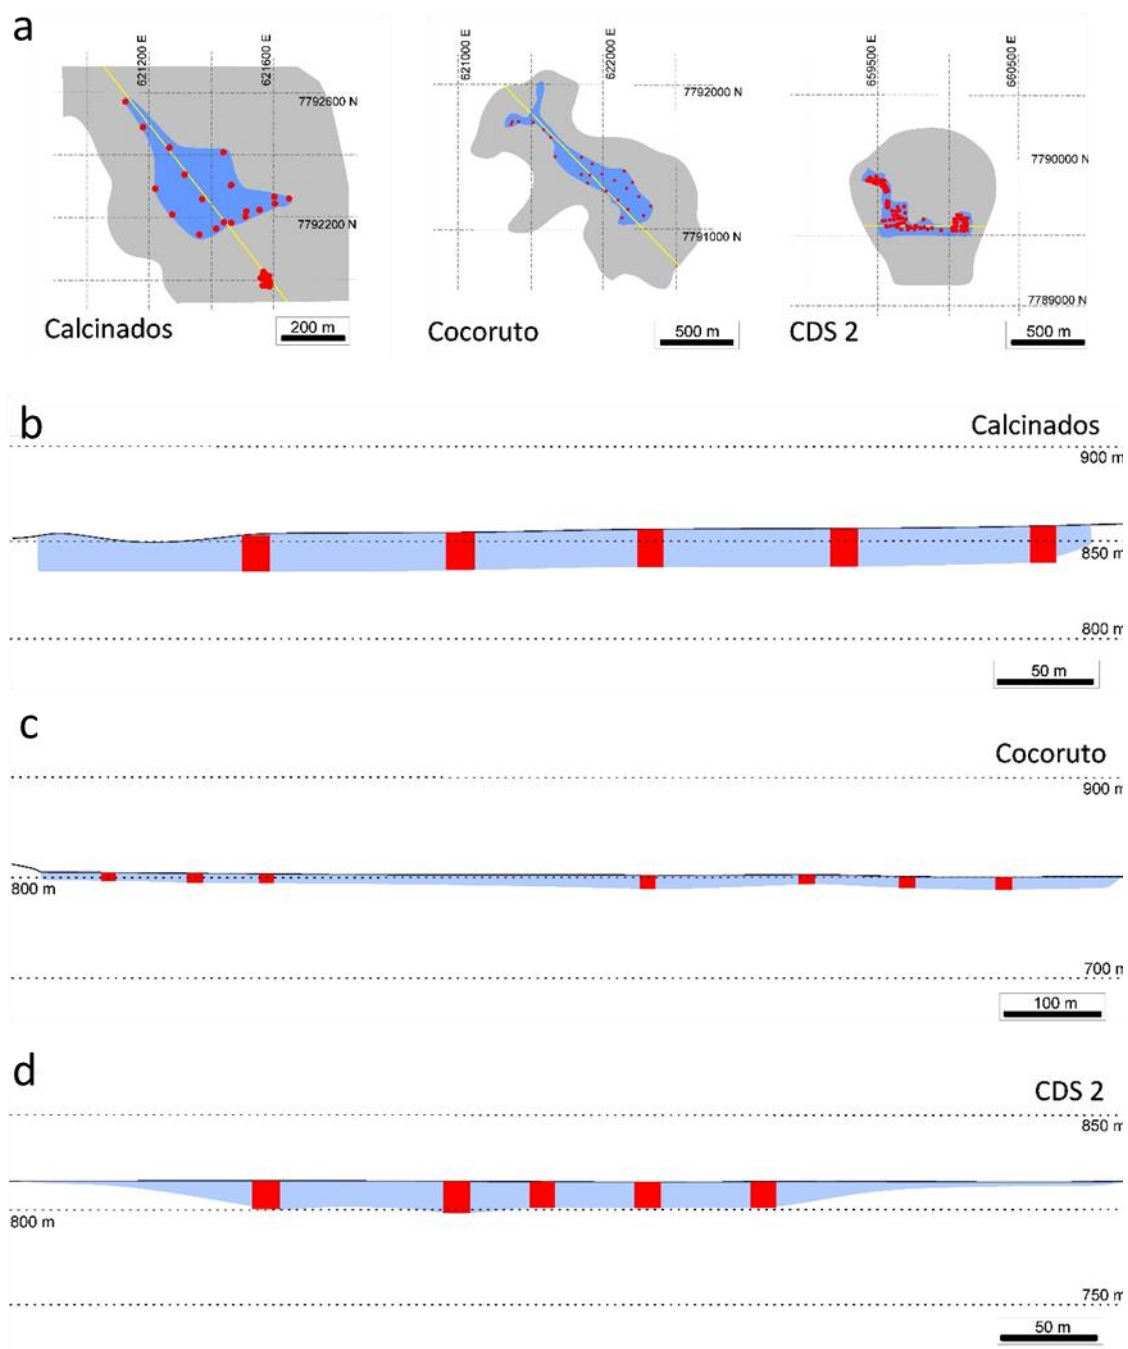 a
621200 E
621600 E
7792600 N
7792200 N
Calcinados
200 m
621000 E
622000 E
7792000 N
7791000 N
Cocoruto
500 m
659500 E
660500 E
7790000 N
7789000 N
CDS 2
500 m
b
Calcinados
900 m
850 m
800 m
50 m
c
Cocoruto
900 m
800 m
700 m
100 m
d
CDS 2
850 m
800 m
750 m
50 m